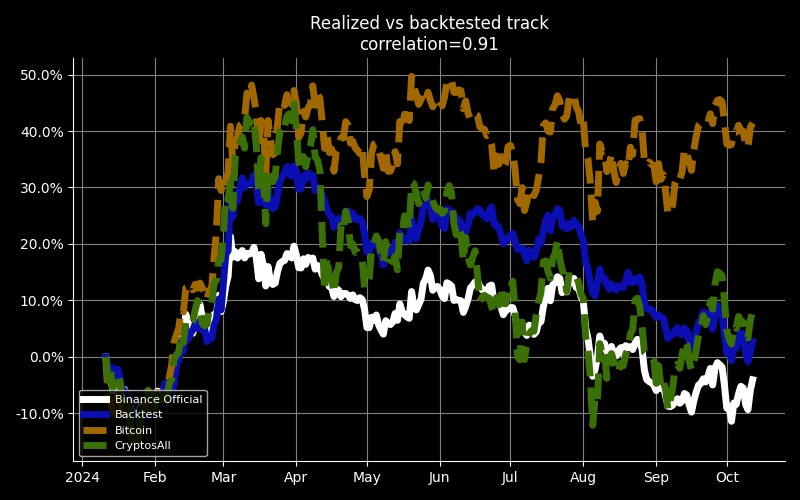 Realized vs backtested track
correlation=0.91
50.0%
40.0%
30.0%
20.0%
10.0%
0.0%
-10.0%
Binance Official
Backtest
Bitcoin
CryptosAll
2024 Feb Mar Apr May Jun Jul Aug Sep Oct